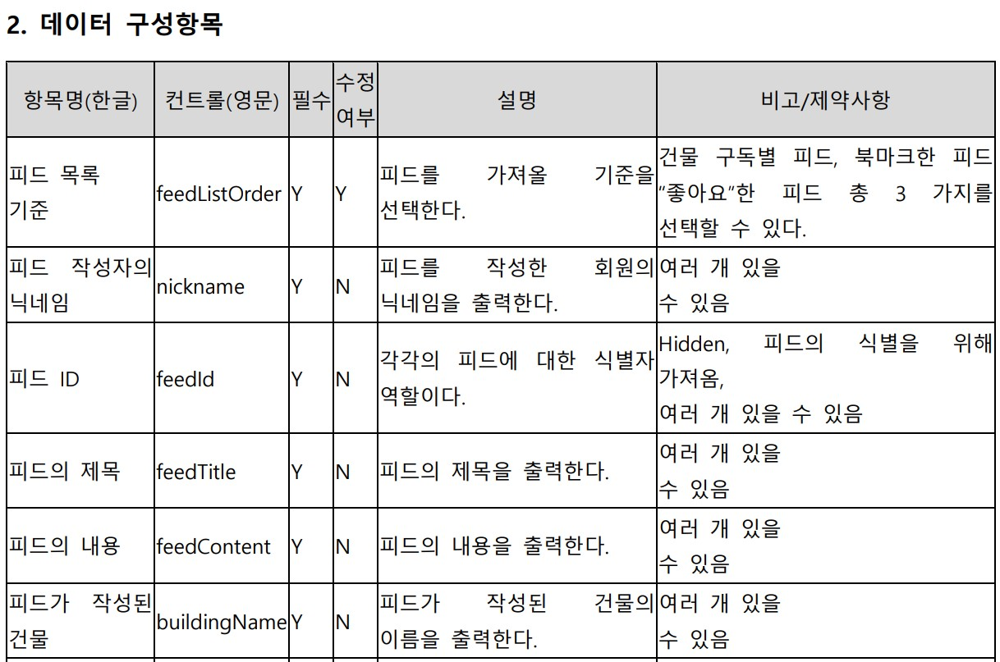 2. 데이터 구성항목
항목명(한글) 컨트롤(영문) 필수 수정 여부 설명 비고/제약사항
피드 목록
기준
feedListOrder
Y
Y
피드를 가져올 기준을
선택한다.
건물 구독별 피드, 북마크한 피드
“좋아요“한 피드 총 3 가지를
선택할 수 있다.
피드 작성자의
닉네임
nickname
Y
N
피드를 작성한 회원의
닉네임을 출력한다.
여러 개 있을
수 있음
피드 ID
feedId
Y
N
각각의 피드에 대한 식별자
역할이다.
Hidden, 피드의 식별을 위해
가져옴,
여러 개 있을 수 있음
피드의 제목
feedTitle
Y
N
피드의 제목을 출력한다.
여러 개 있을
수 있음
피드의 내용
feedContent
Y
N
피드의 내용을 출력한다.
여러 개 있을
수 있음
피드가 작성된
건물
buildingName
Y
N
피드가 작성된 건물의
이름을 출력한다.
여러 개 있을
수 있음